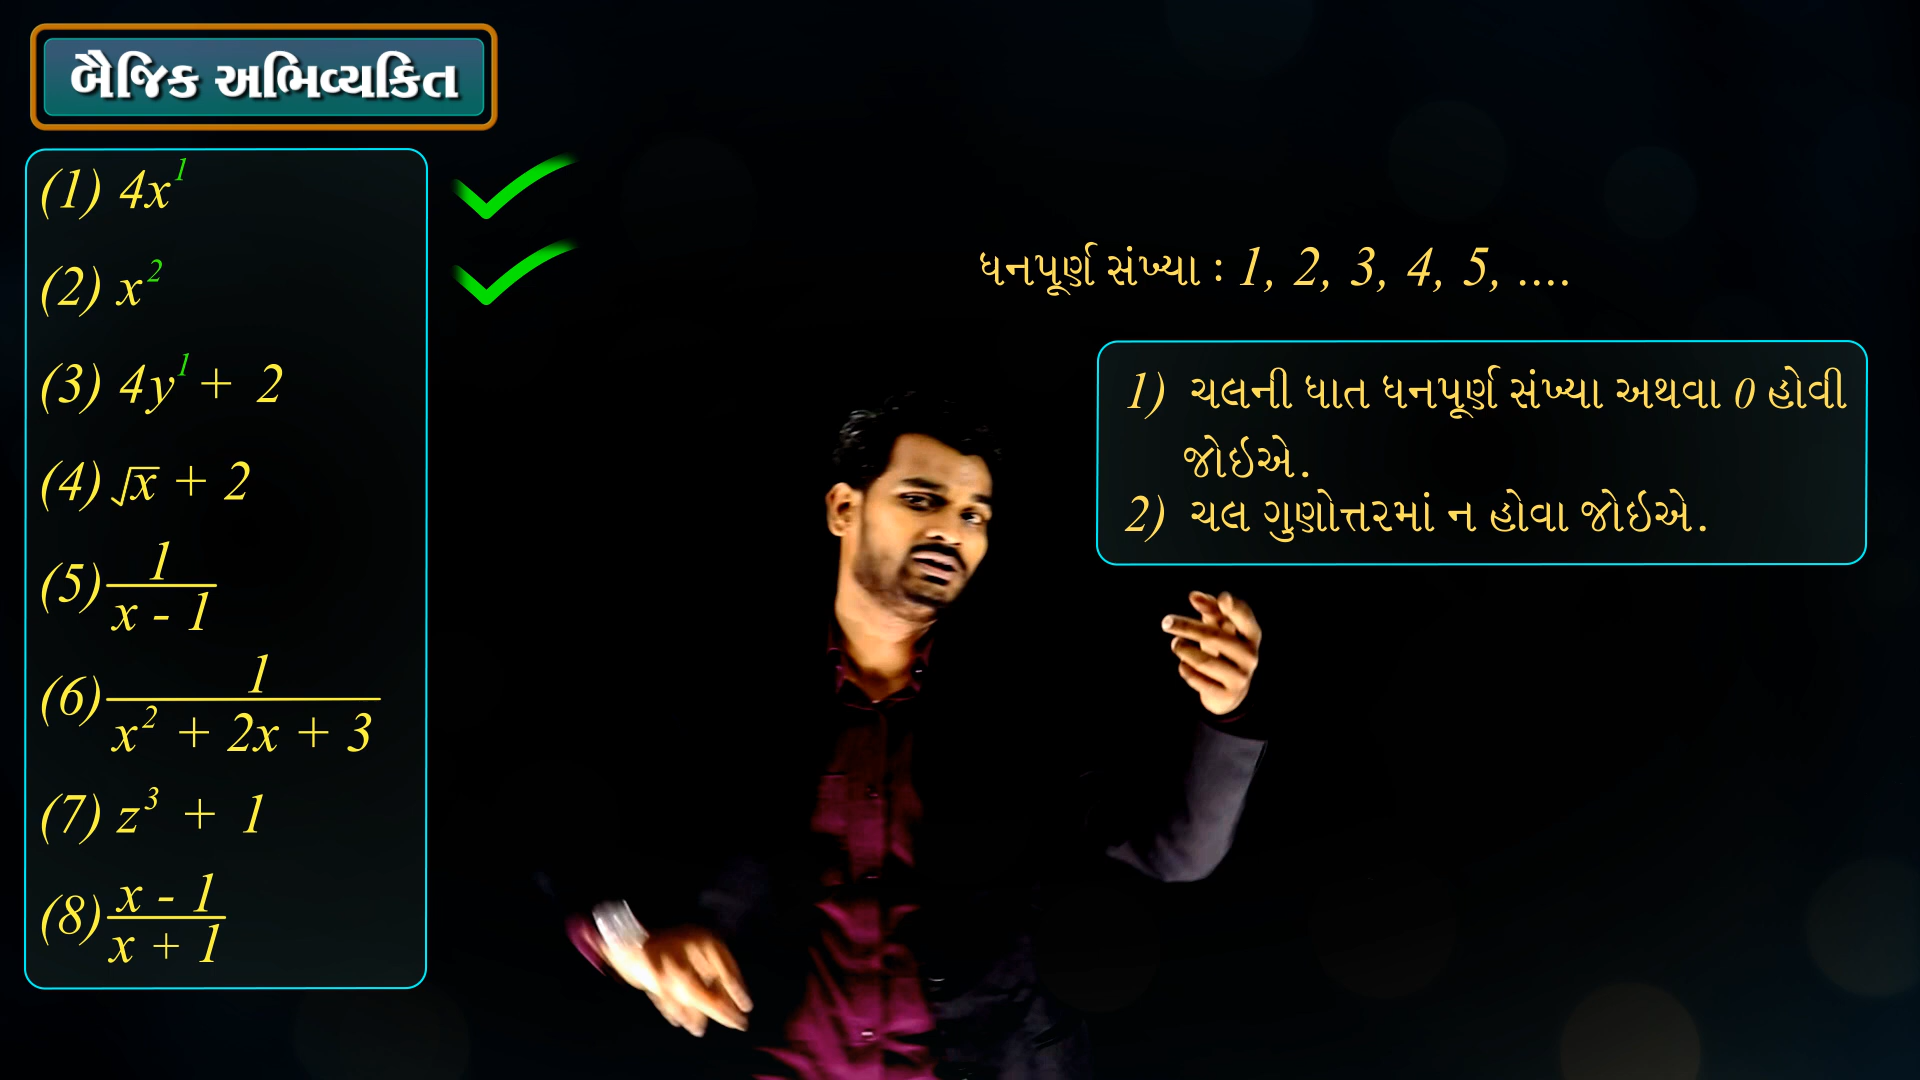 બૈજિક અભિવ્યકિત
(1) 4x¹
(2) x²
(3) 4y¹ + 2
(4) √x + 2
(5) 1 / (x - 1)
(6) 1 / (x² + 2x + 3)
(7) z³ + 1
(8) (x - 1) / (x + 1)
ધનપૂર્ણ સંખ્યા : 1, 2, 3, 4, 5, ....
1) ચલની ઘાત ધનપૂર્ણ સંખ્યા અથવા 0 હોવી
જોઇએ.
2) ચલ ગુણોત્તરમાં ન હોવા જોઇએ.